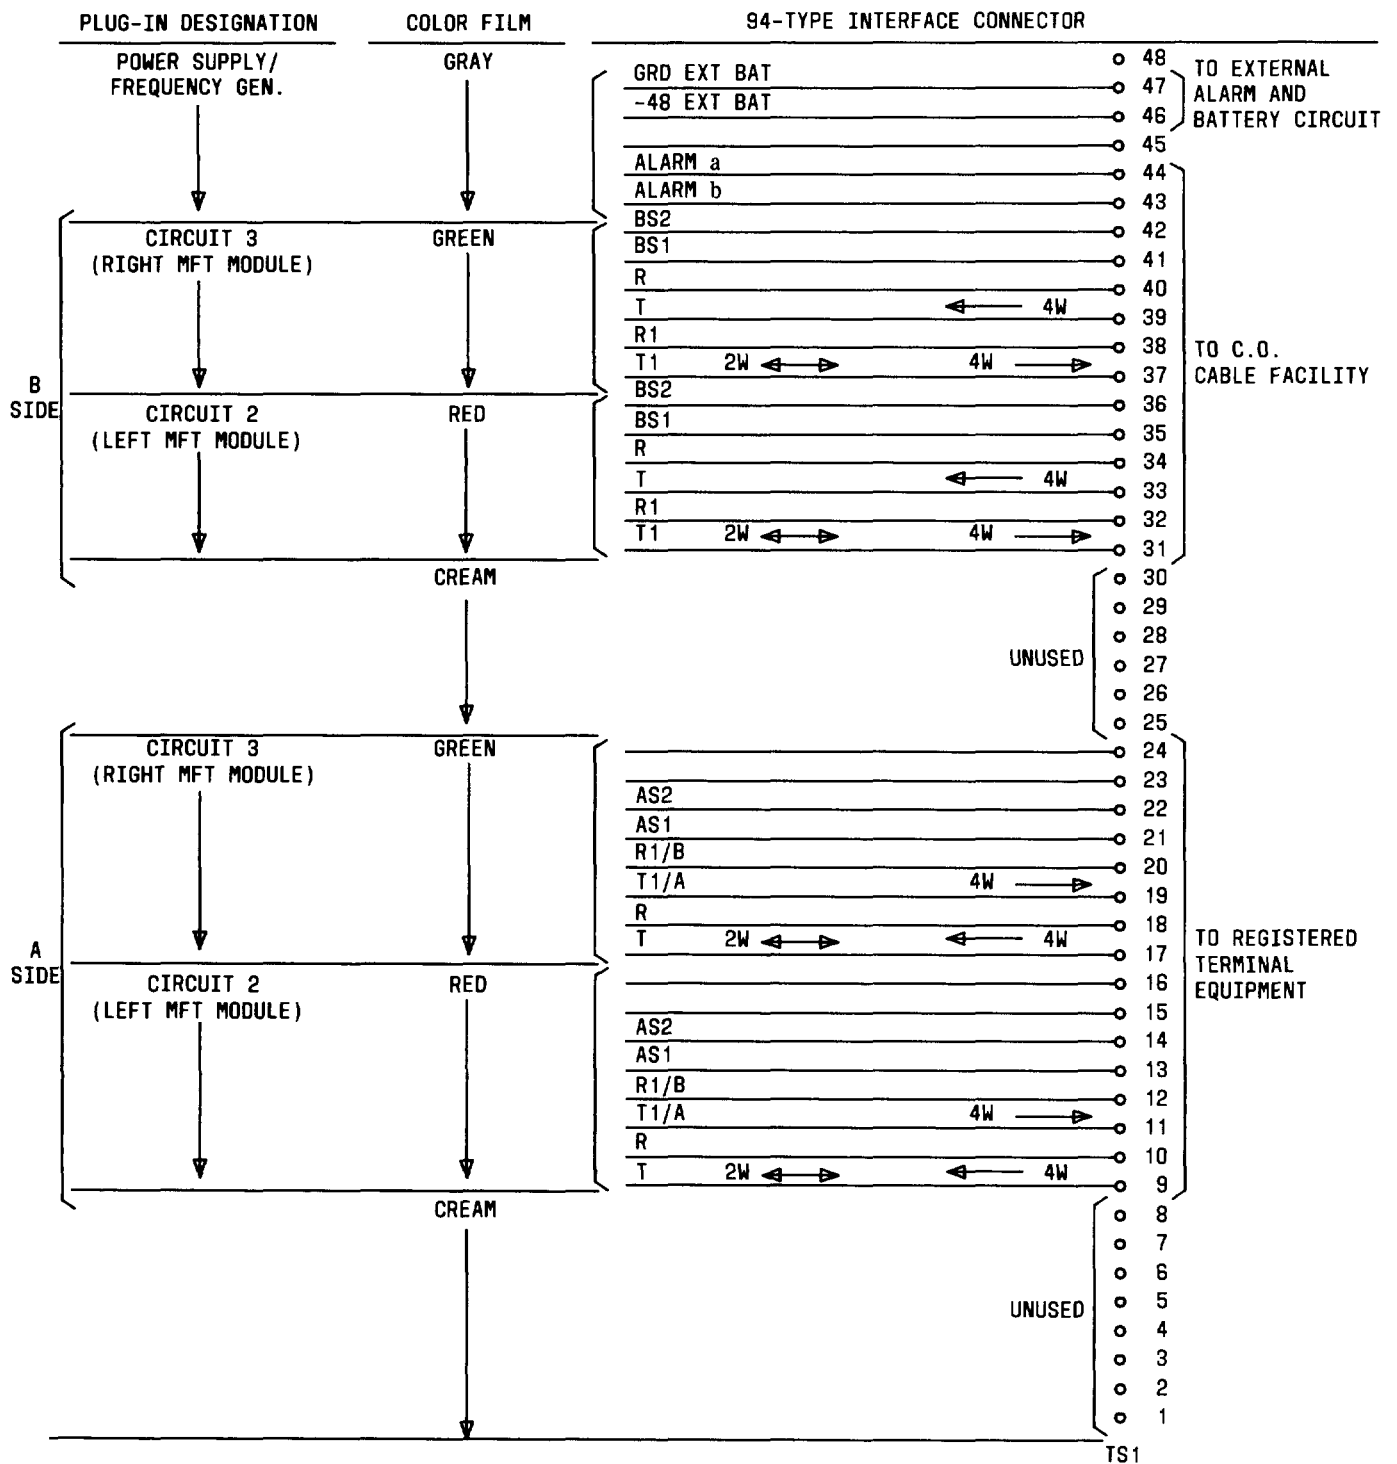 PLUG-IN DESIGNATION COLOR FILM 94-TYPE INTERFACE CONNECTOR
POWER SUPPLY/ GRAY 48
FREQUENCY GEN.
GRD EXT BAT 47 TO EXTERNAL
-48 EXT BAT 46 ALARM AND
45 BATTERY CIRCUIT
ALARM a 44
ALARM b 43
BS2 42
CIRCUIT 3 GREEN
(RIGHT MFT MODULE)
BS1 41
R 40
T 4W 39
R1 38 TO C.O.
T1 2W 4W 37 CABLE FACILITY
B
SIDE
BS2 36
CIRCUIT 2 RED
(LEFT MFT MODULE)
BS1 35
R 34
T 4W 33
R1 32
T1 2W 4W 31
CREAM 30
29
28
UNUSED 27
26
25
CIRCUIT 3 GREEN 24
(RIGHT MFT MODULE) 23
AS2 22
AS1 21
R1/B 20
T1/A 4W 19
R 18
T 2W 4W 17 TO REGISTERED
TERMINAL
EQUIPMENT
A
SIDE
CIRCUIT 2 RED 16
(LEFT MFT MODULE) 15
AS2 14
AS1 13
R1/B 12
T1/A 4W 11
R 10
T 2W 4W 9
CREAM 8
7
6
UNUSED 5
4
3
2
1
TS1